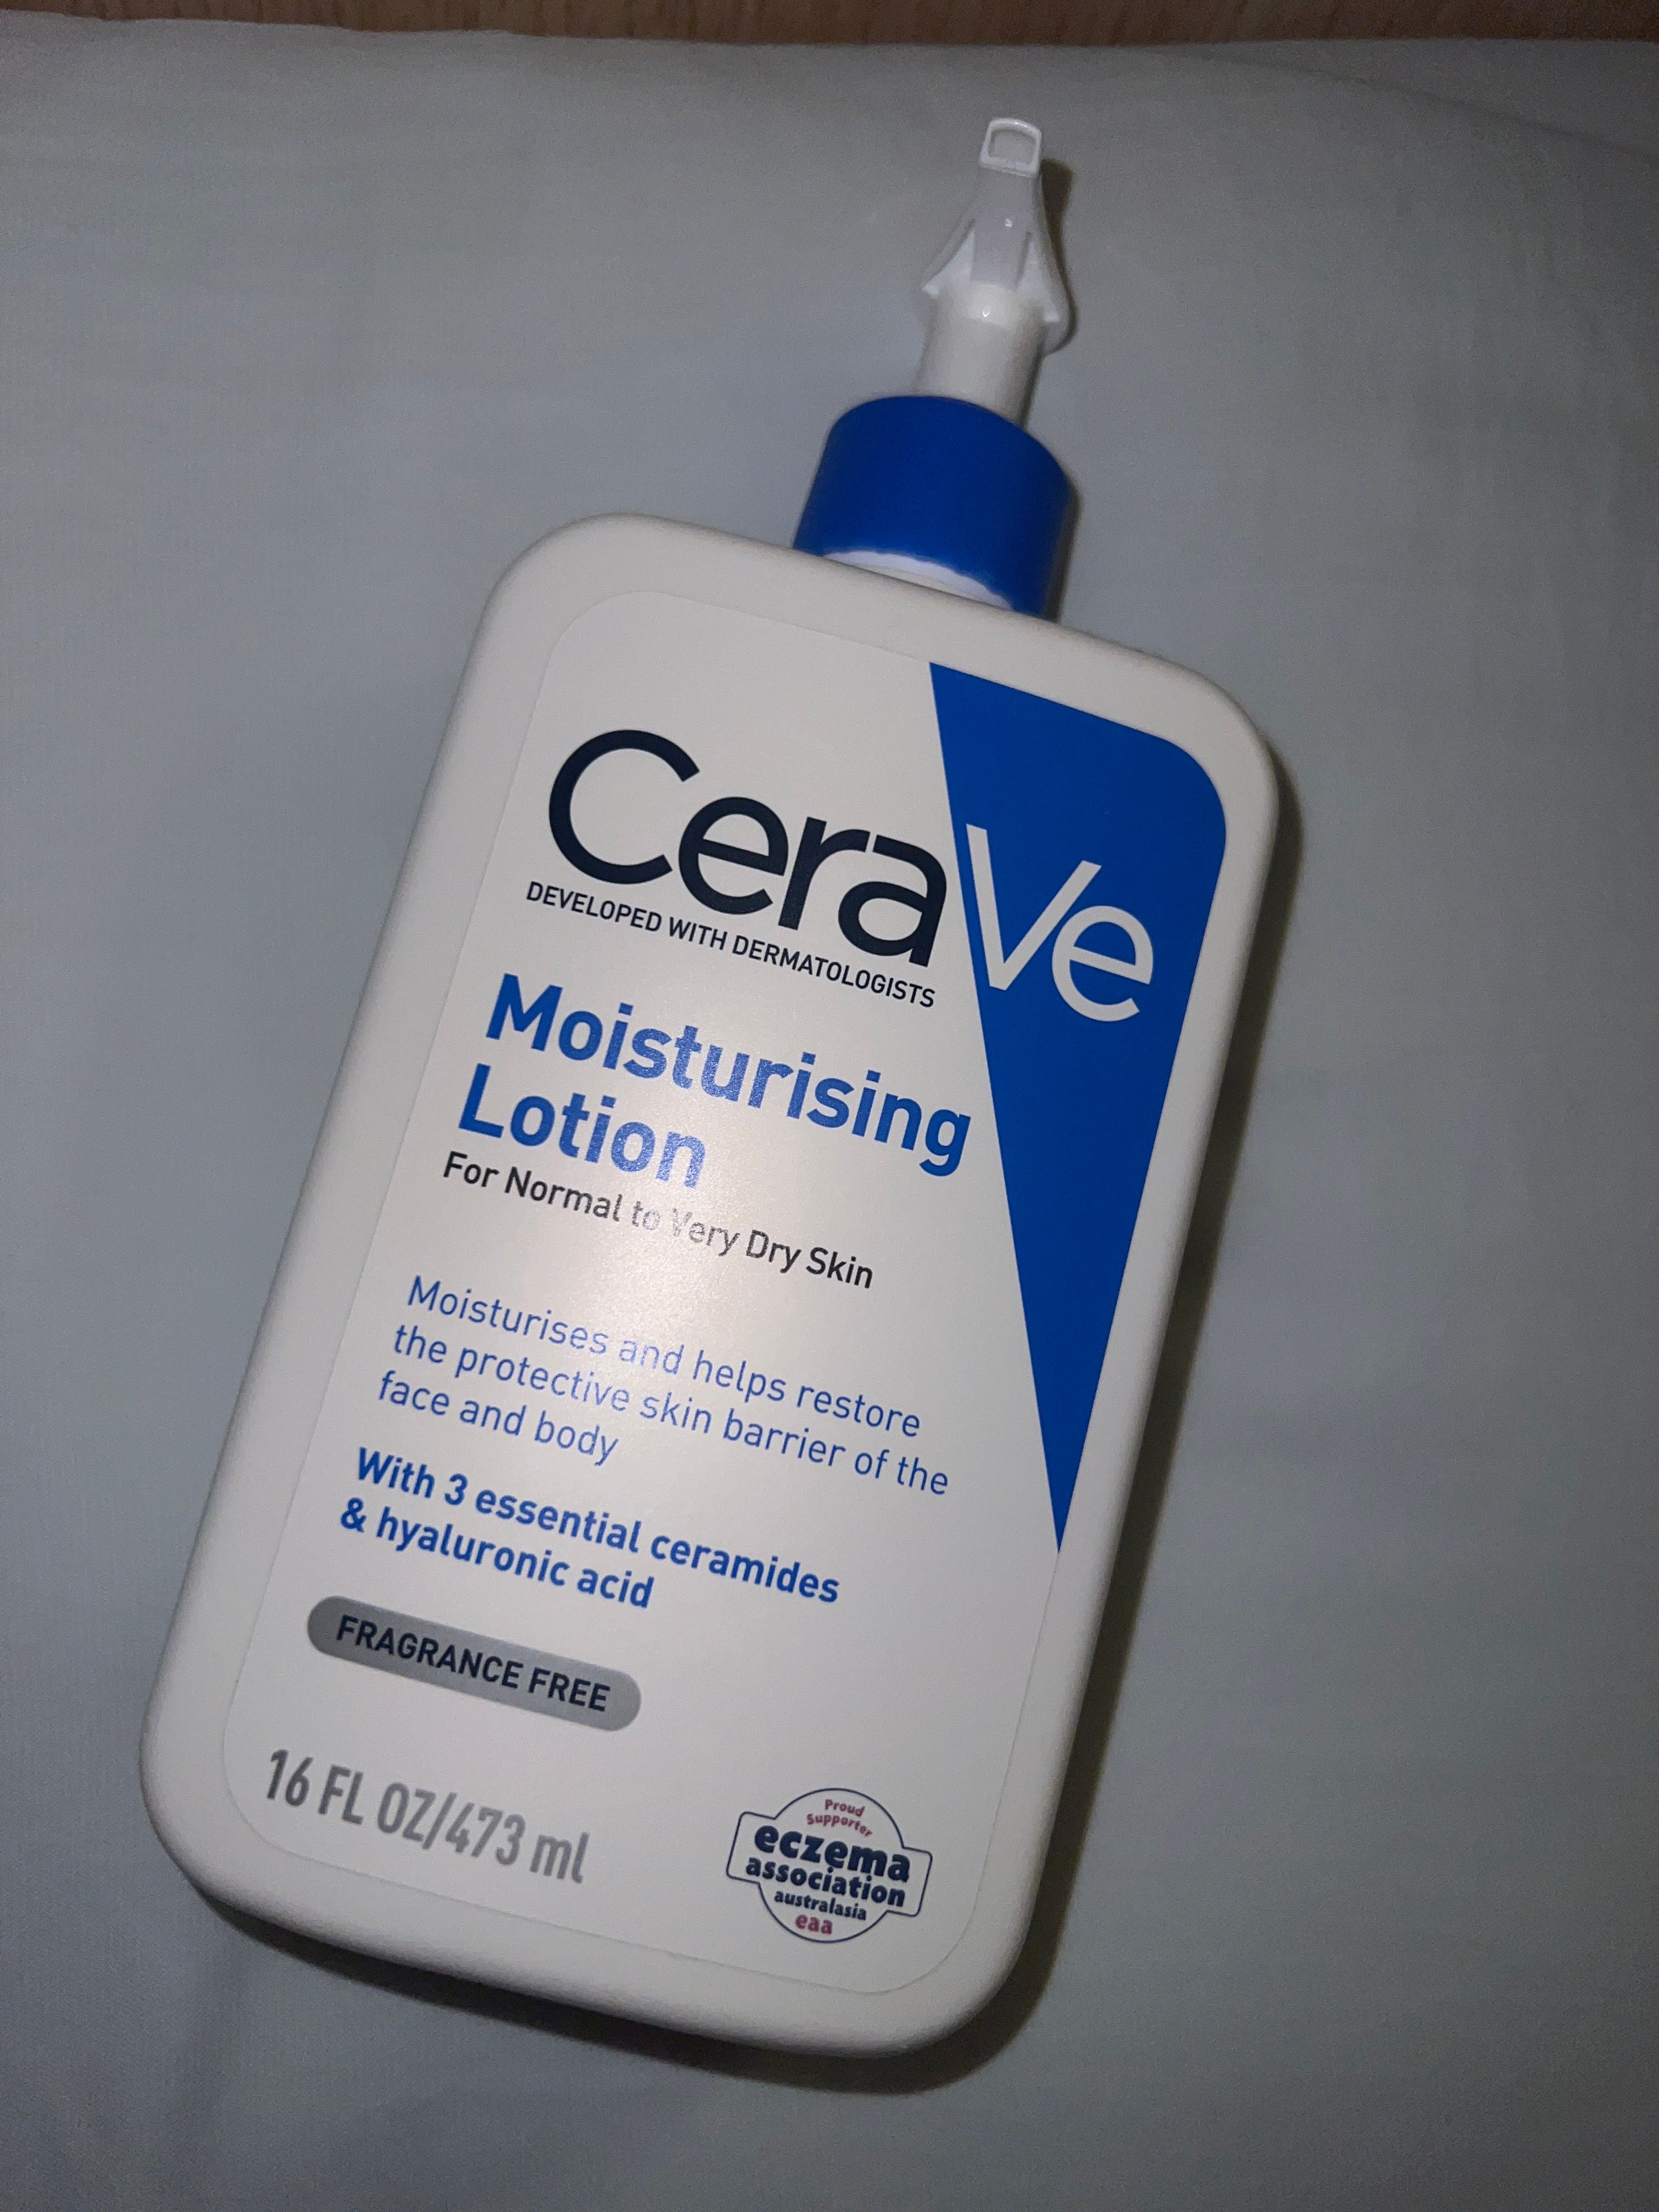 CeraVe
DEVELOPED WITH DERMATOLOGISTS
Moisturising
Lotion
For Normal to Very Dry Skin
Moisturises and helps restore
the protective skin barrier of the
face and body
With 3 essential ceramides
& hyaluronic acid
FRAGRANCE FREE
16 FL OZ/473 ml
Proud
Supporter
eczema
association
australasia
eaa